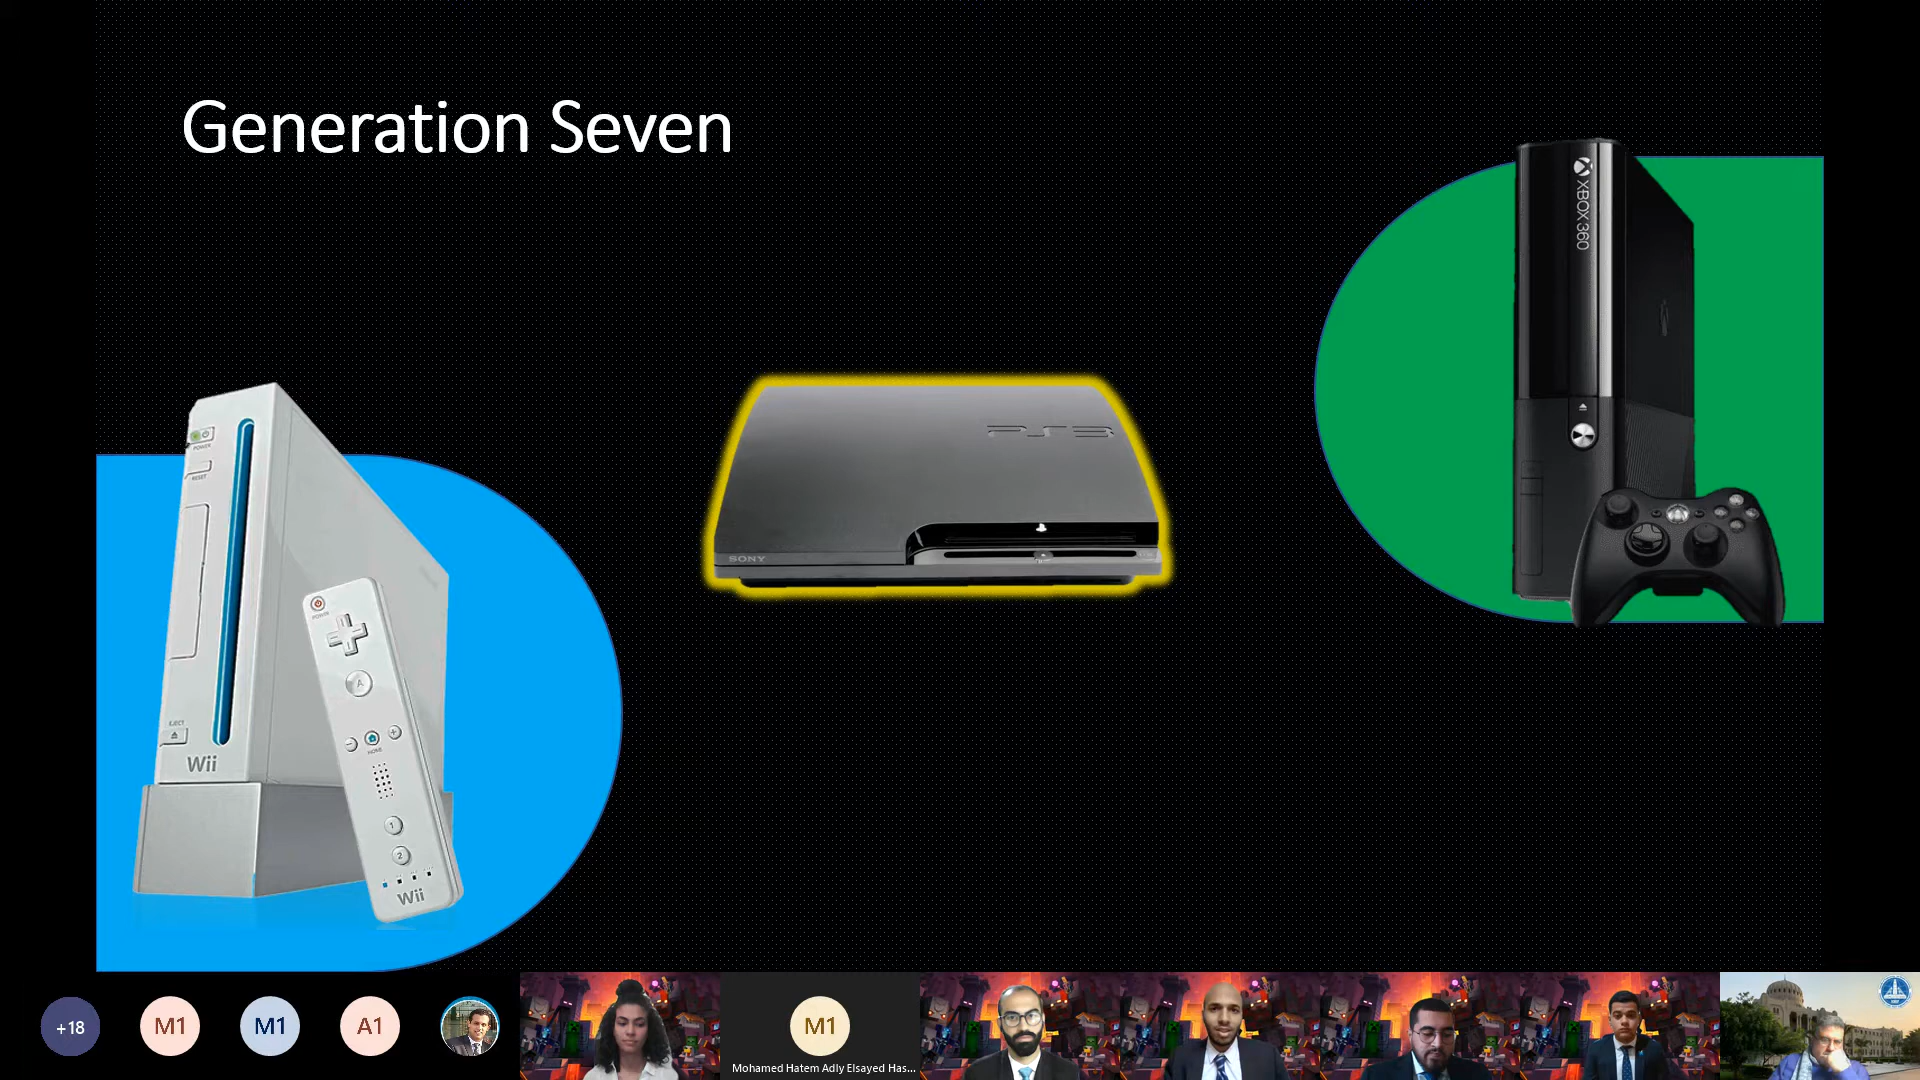 Generation Seven
XBOX 360
PS3
POWER
RESET
SONY
POWER
A
EJECT
HOME
Wii
1
2
Wii
+18
M1
M1
A1
M1
Mohamed Hatem Adly Elsayed Has...